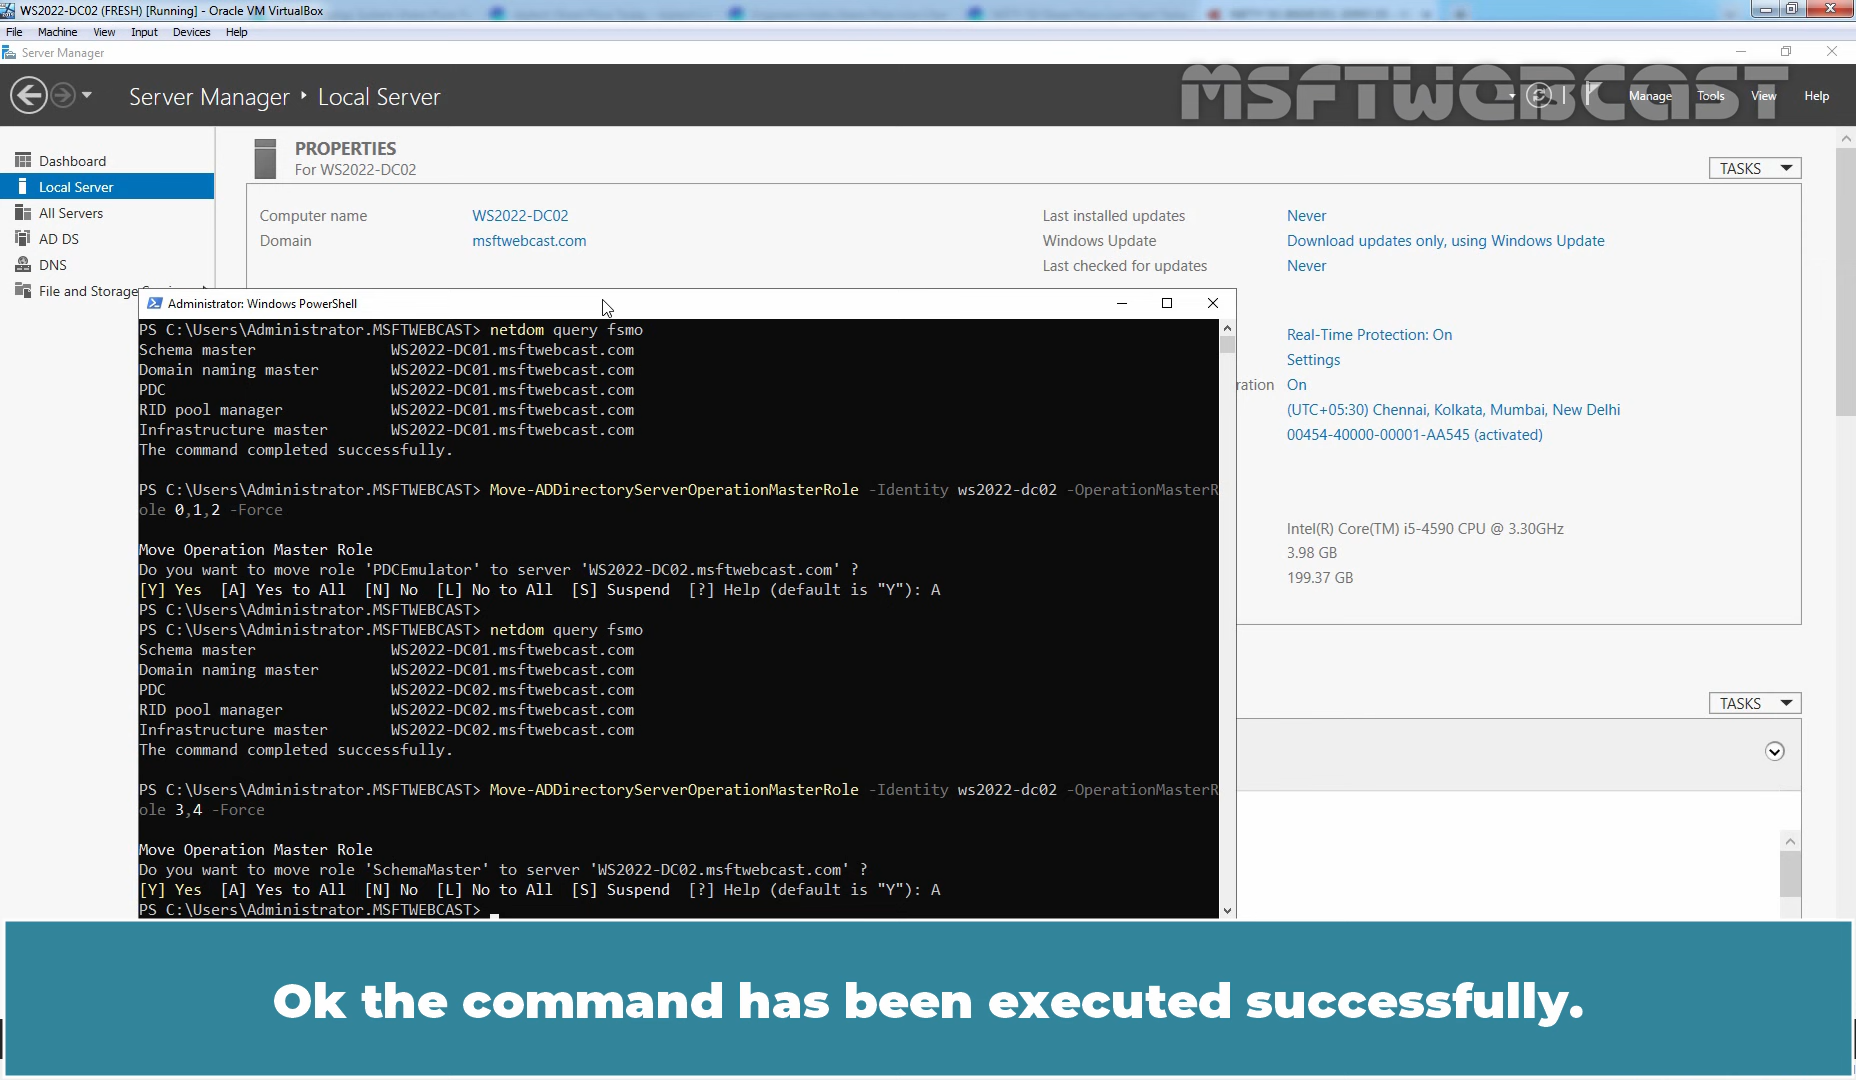 WS2022-DC02 (FRESH) [Running] - Oracle VM VirtualBox
File Machine View Input Devices Help
Server Manager
Server Manager ‣ Local Server
MSFTWEBCAST
Manage Tools View Help
Dashboard
Local Server
All Servers
AD DS
DNS
File and Storage
PROPERTIES
For WS2022-DC02
TASKS
Computer name WS2022-DC02 Last installed updates Never
Domain msftwebcast.com Windows Update Download updates only, using Windows Update
Last checked for updates Never
Real-Time Protection: On
Settings
ration On
(UTC+05:30) Chennai, Kolkata, Mumbai, New Delhi
00454-40000-00001-AA545 (activated)
Intel(R) Core(TM) i5-4590 CPU @ 3.30GHz
3.98 GB
199.37 GB
TASKS
Administrator: Windows PowerShell
PS C:\Users\Administrator.MSFTWEBCAST> netdom query fsmo
Schema master WS2022-DC01.msftwebcast.com
Domain naming master WS2022-DC01.msftwebcast.com
PDC WS2022-DC01.msftwebcast.com
RID pool manager WS2022-DC01.msftwebcast.com
Infrastructure master WS2022-DC01.msftwebcast.com
The command completed successfully.
PS C:\Users\Administrator.MSFTWEBCAST> Move-ADDirectoryServerOperationMasterRole -Identity ws2022-dc02 -OperationMasterR
ole 0,1,2 -Force
Move Operation Master Role
Do you want to move role 'PDCEmulator' to server 'WS2022-DC02.msftwebcast.com' ?
[Y] Yes [A] Yes to All [N] No [L] No to All [S] Suspend [?] Help (default is "Y"): A
PS C:\Users\Administrator.MSFTWEBCAST>
PS C:\Users\Administrator.MSFTWEBCAST> netdom query fsmo
Schema master WS2022-DC01.msftwebcast.com
Domain naming master WS2022-DC01.msftwebcast.com
PDC WS2022-DC02.msftwebcast.com
RID pool manager WS2022-DC02.msftwebcast.com
Infrastructure master WS2022-DC02.msftwebcast.com
The command completed successfully.
PS C:\Users\Administrator.MSFTWEBCAST> Move-ADDirectoryServerOperationMasterRole -Identity ws2022-dc02 -OperationMasterR
ole 3,4 -Force
Move Operation Master Role
Do you want to move role 'SchemaMaster' to server 'WS2022-DC02.msftwebcast.com' ?
[Y] Yes [A] Yes to All [N] No [L] No to All [S] Suspend [?] Help (default is "Y"): A
PS C:\Users\Administrator.MSFTWEBCAST>
Ok the command has been executed successfully.